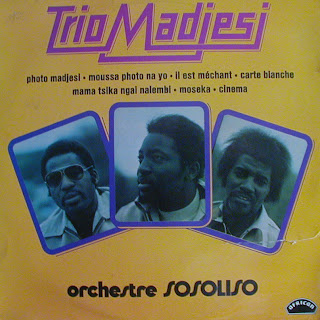 Trio Madjesi
photo madjesi • moussa photo na yo • il est méchant • carte blanche
mama tsika ngai nalembi • moseka • cinema
orchestre SOSOLISO
african